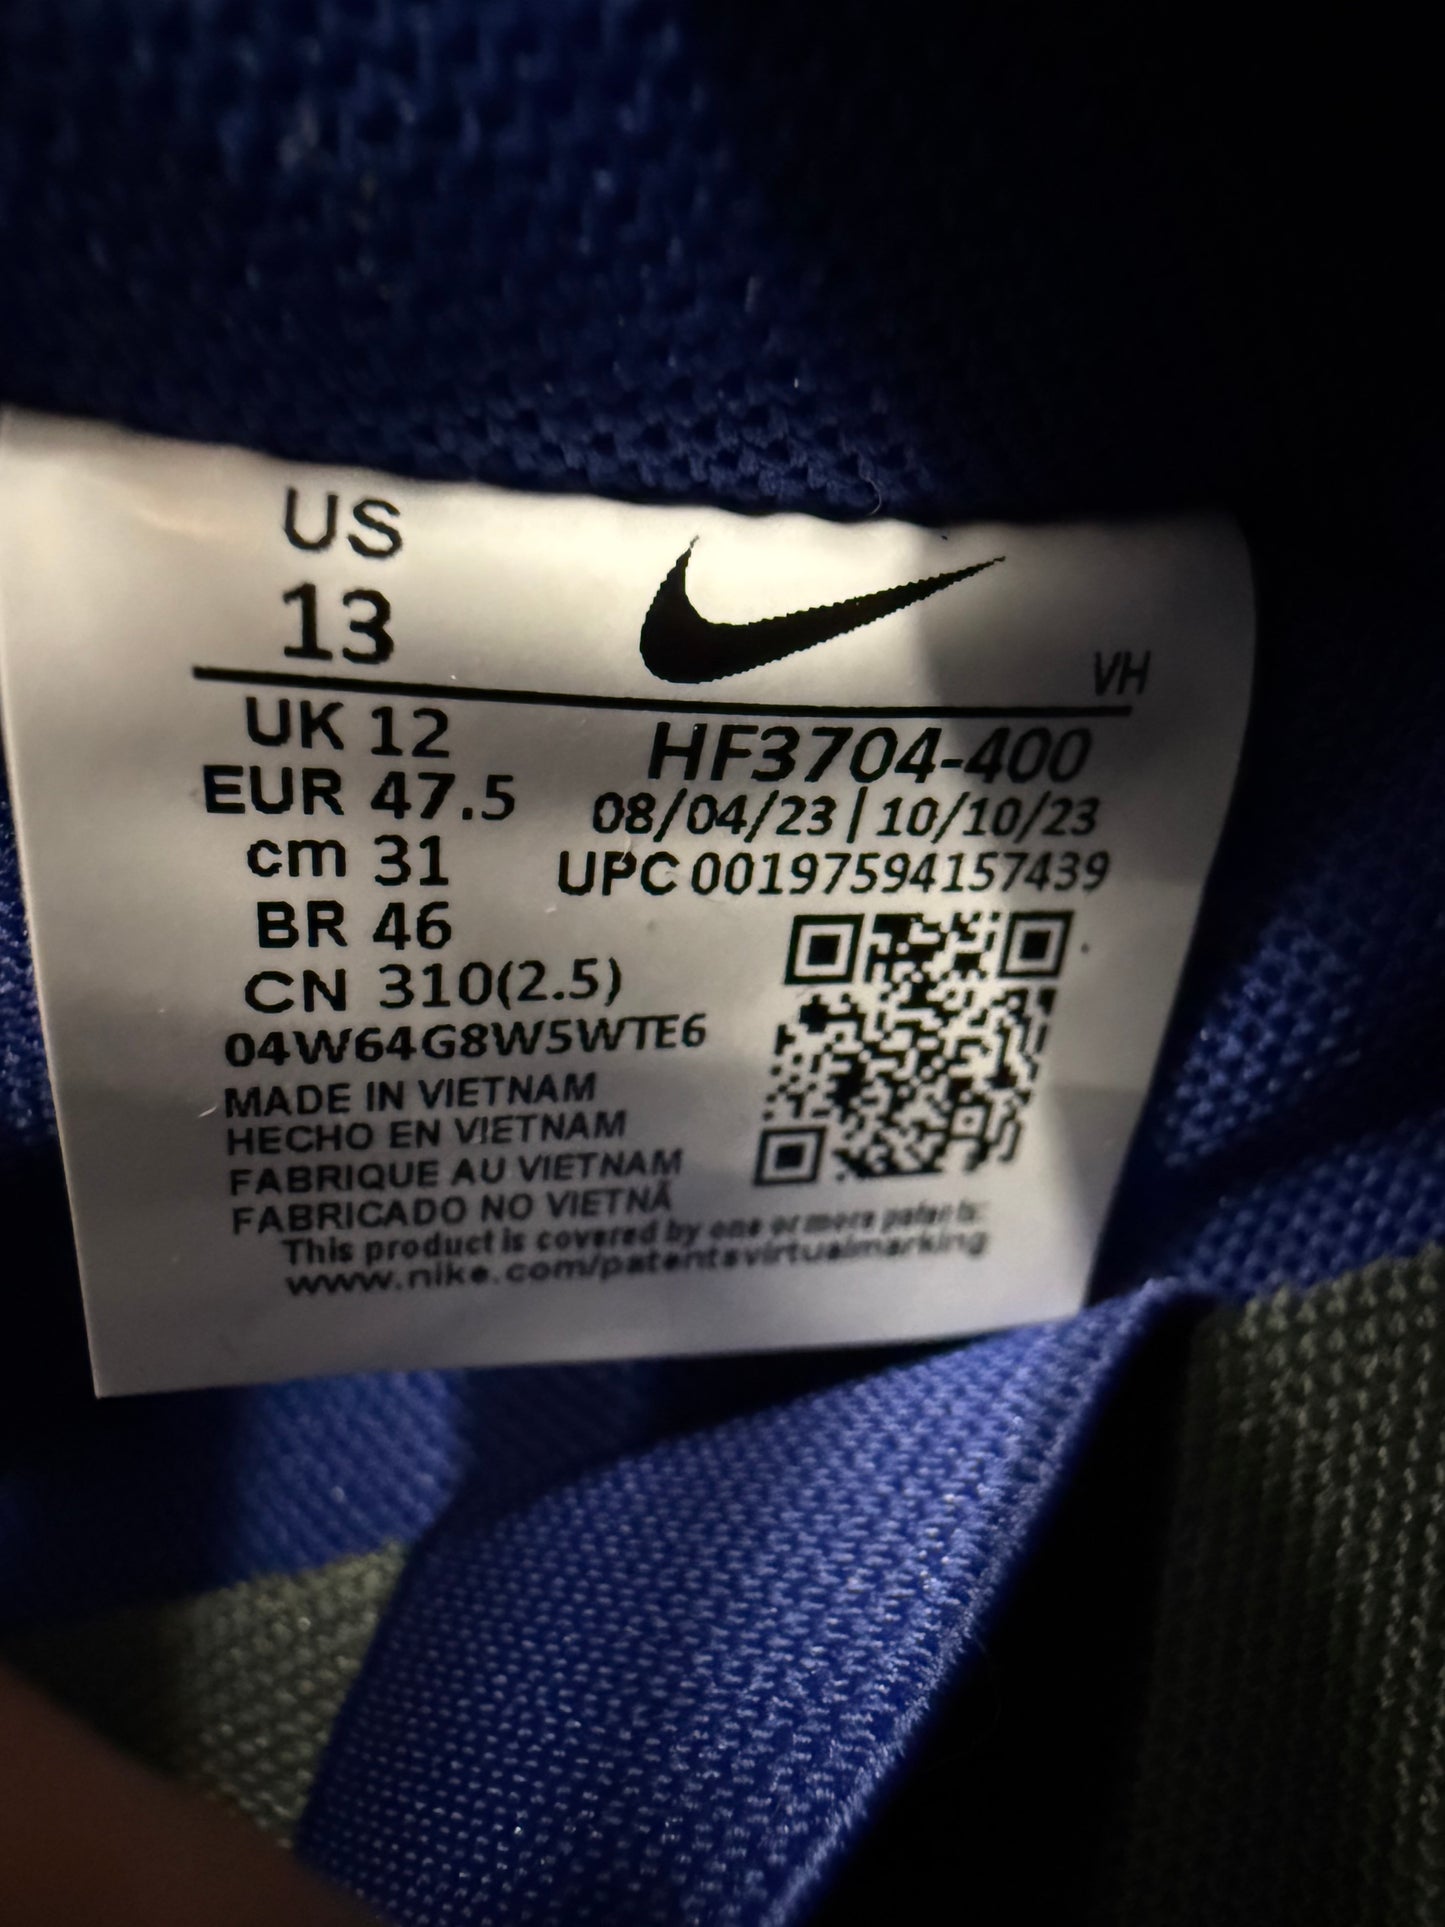 US
13
VH
UK 12
EUR 47.5
cm 31
BR 46
CN 310(2.5)
HF3704-400
08/04/23 | 10/10/23
UPC 00197594157439
04W64G8W5WTE6
MADE IN VIETNAM
HECHO EN VIETNAM
FABRIQUE AU VIETNAM
FABRICADO NO VIETNÃ
This product is covered by one or more patents:
www.nike.com/patentsvirtualmarking